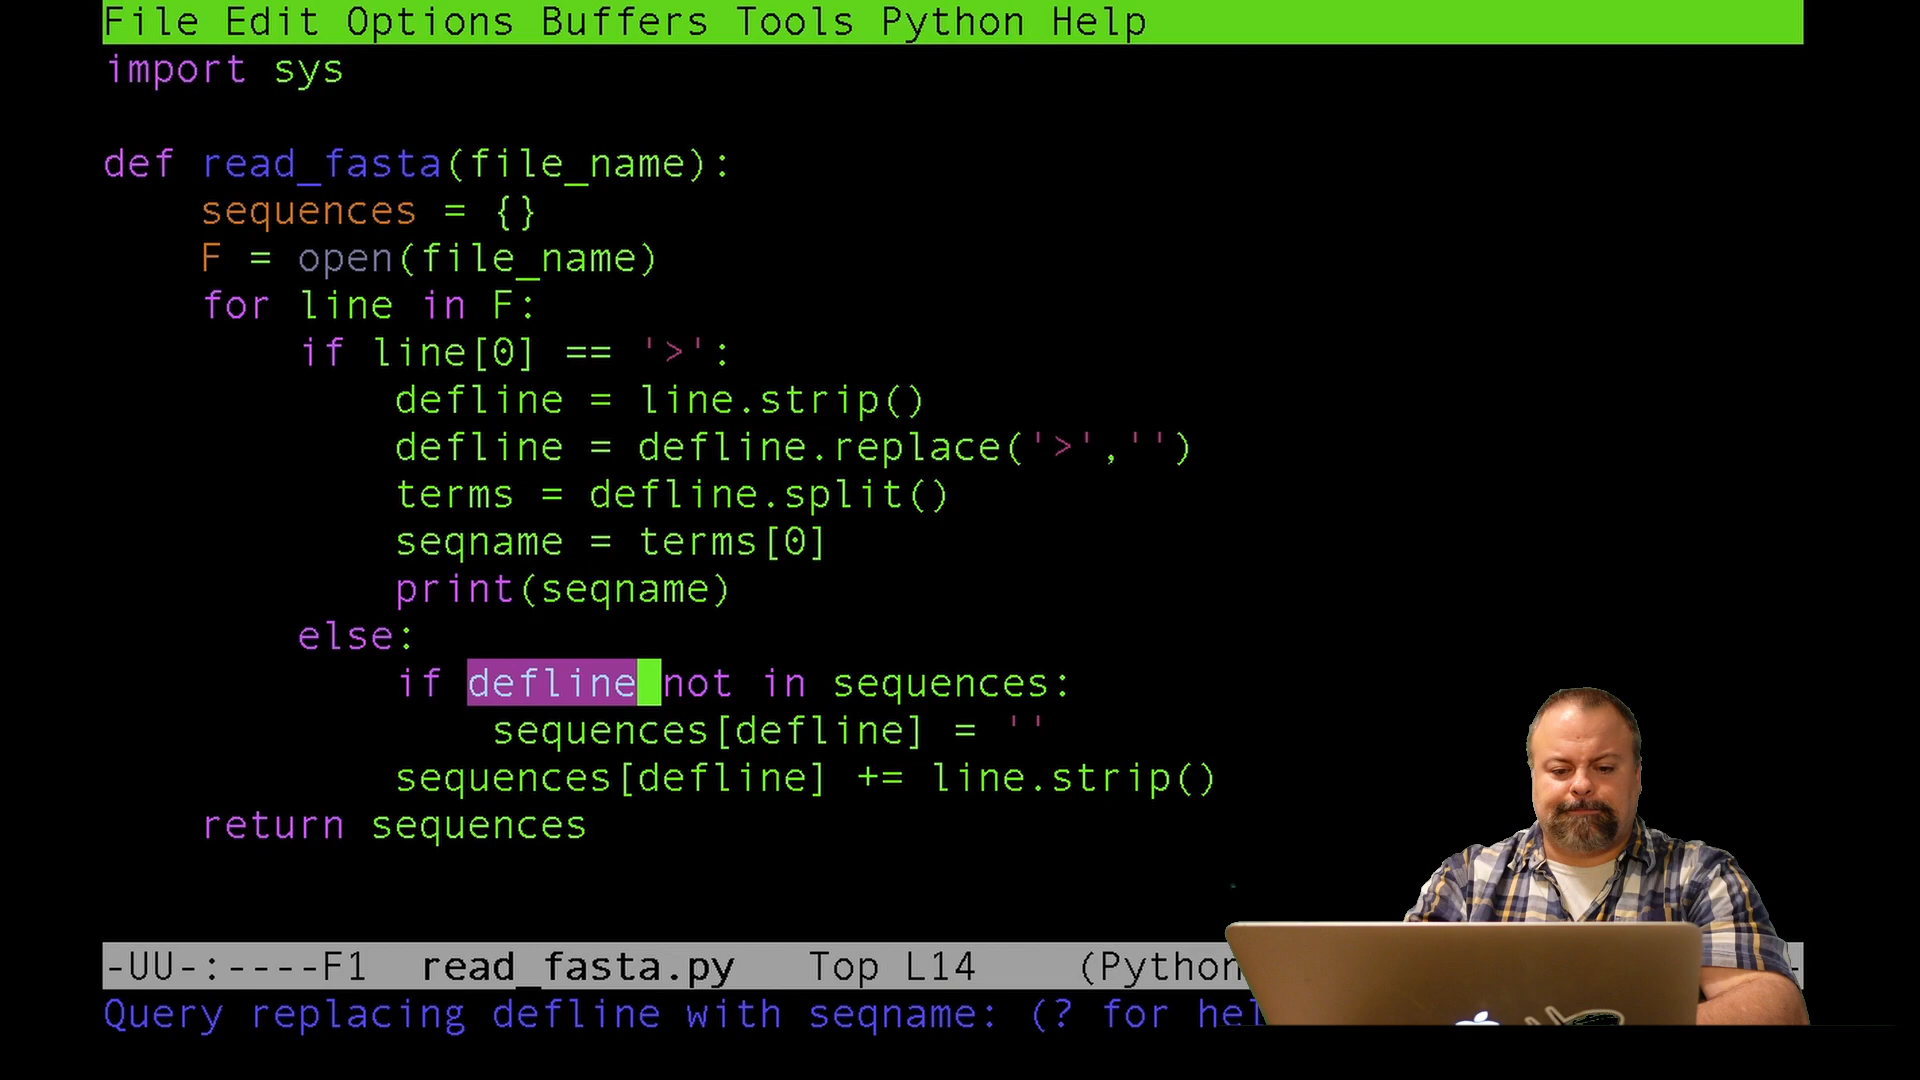 File Edit Options Buffers Tools Python Help
import sys
def read_fasta(file_name):
    sequences = {}
    F = open(file_name)
    for line in F:
        if line[0] == '>':
            defline = line.strip()
            defline = defline.replace('>','')
            terms = defline.split()
            seqname = terms[0]
            print(seqname)
        else:
            if defline not in sequences:
                sequences[defline] = ''
            sequences[defline] += line.strip()
    return sequences
-UU-:----F1  read_fasta.py   Top L14    (Python
Query replacing defline with seqname: (? for hel